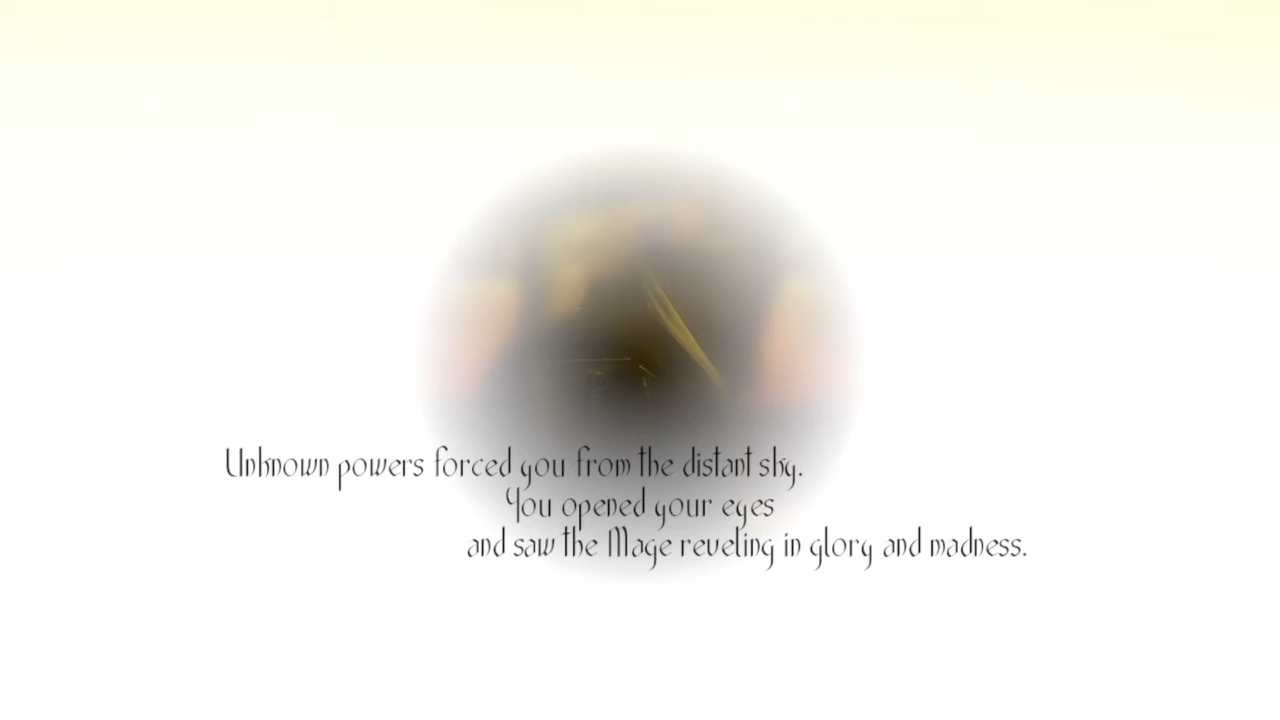 Unknown powers forced you from the distant sky.
You opened your eyes
and saw the Mage reveling in glory and madness.